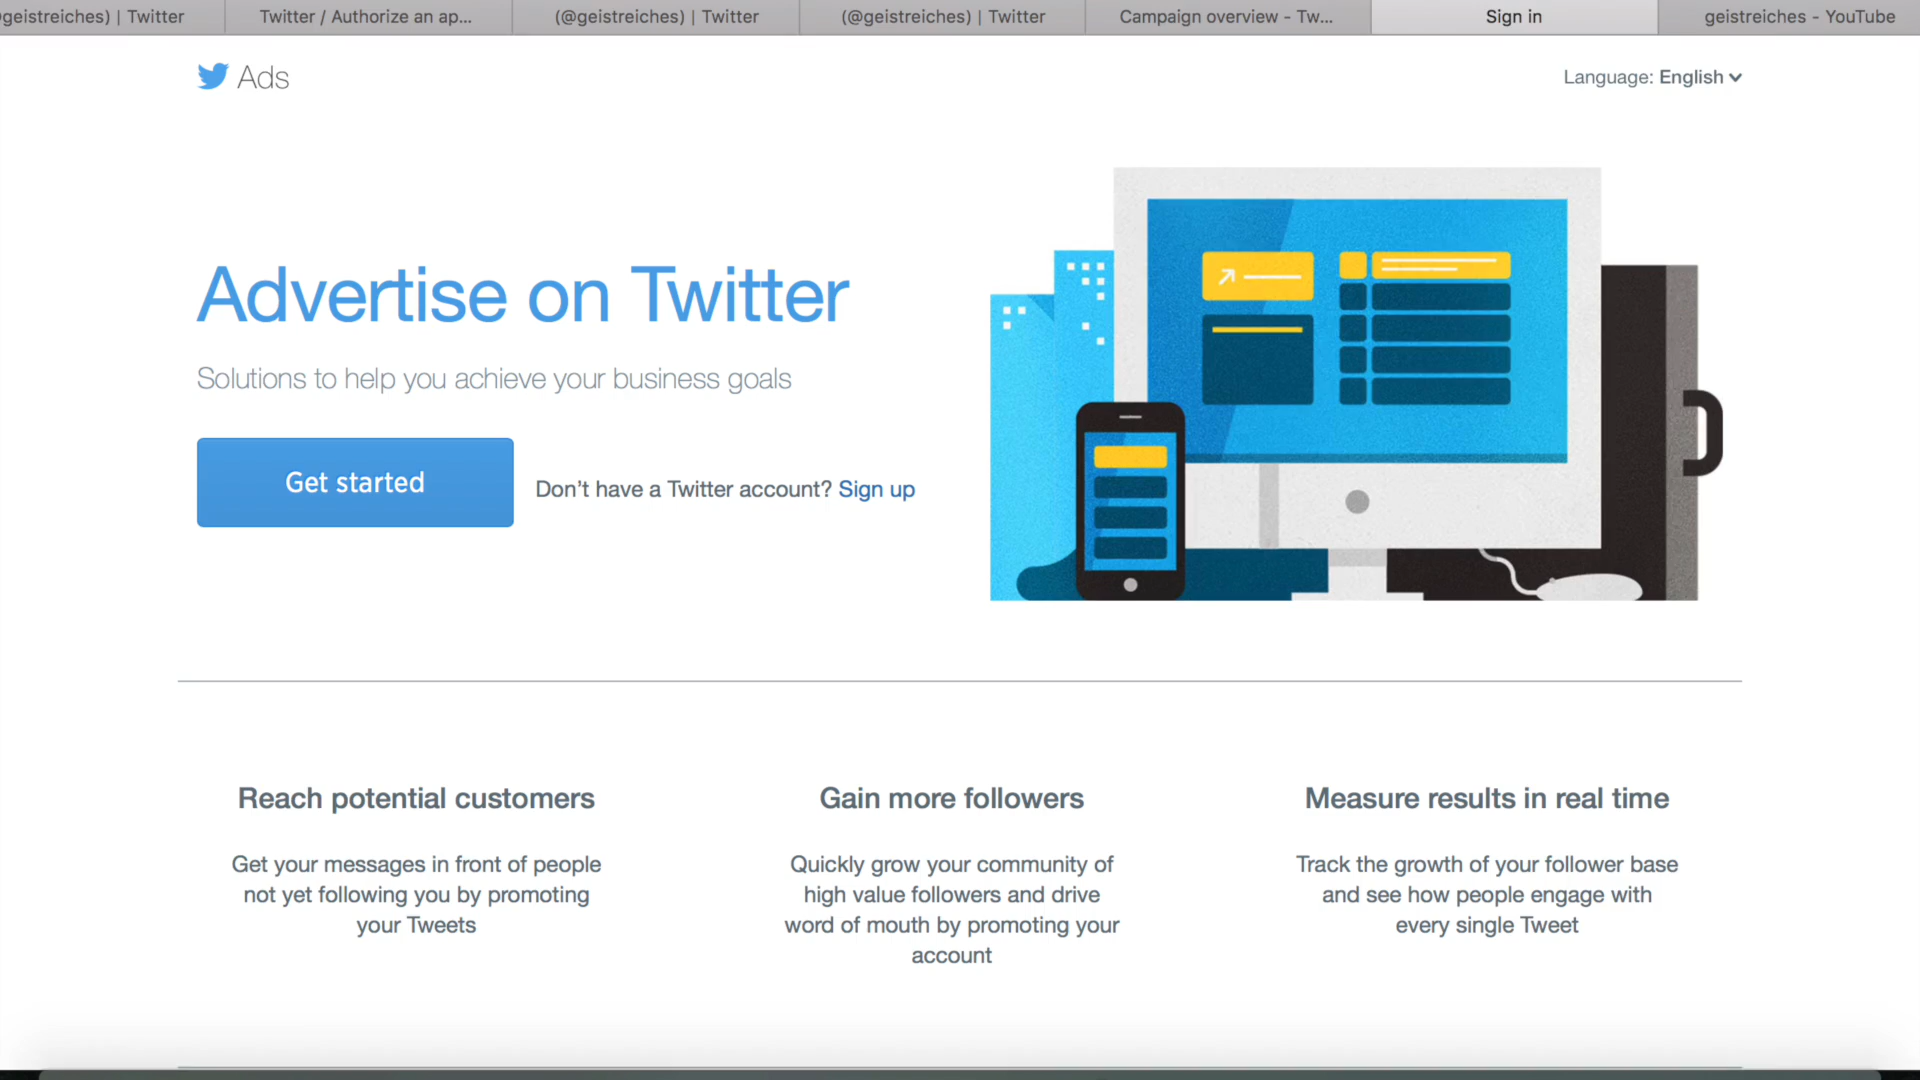 geistreiches) | Twitter
Twitter / Authorize an ap...
(@geistreiches) | Twitter
(@geistreiches) | Twitter
Campaign overview - Tw...
Sign in
geistreiches - YouTube
Ads
Language: English
Advertise on Twitter
Solutions to help you achieve your business goals
Get started
Don’t have a Twitter account? Sign up
Reach potential customers
Get your messages in front of people
not yet following you by promoting
your Tweets
Gain more followers
Quickly grow your community of
high value followers and drive
word of mouth by promoting your
account
Measure results in real time
Track the growth of your follower base
and see how people engage with
every single Tweet